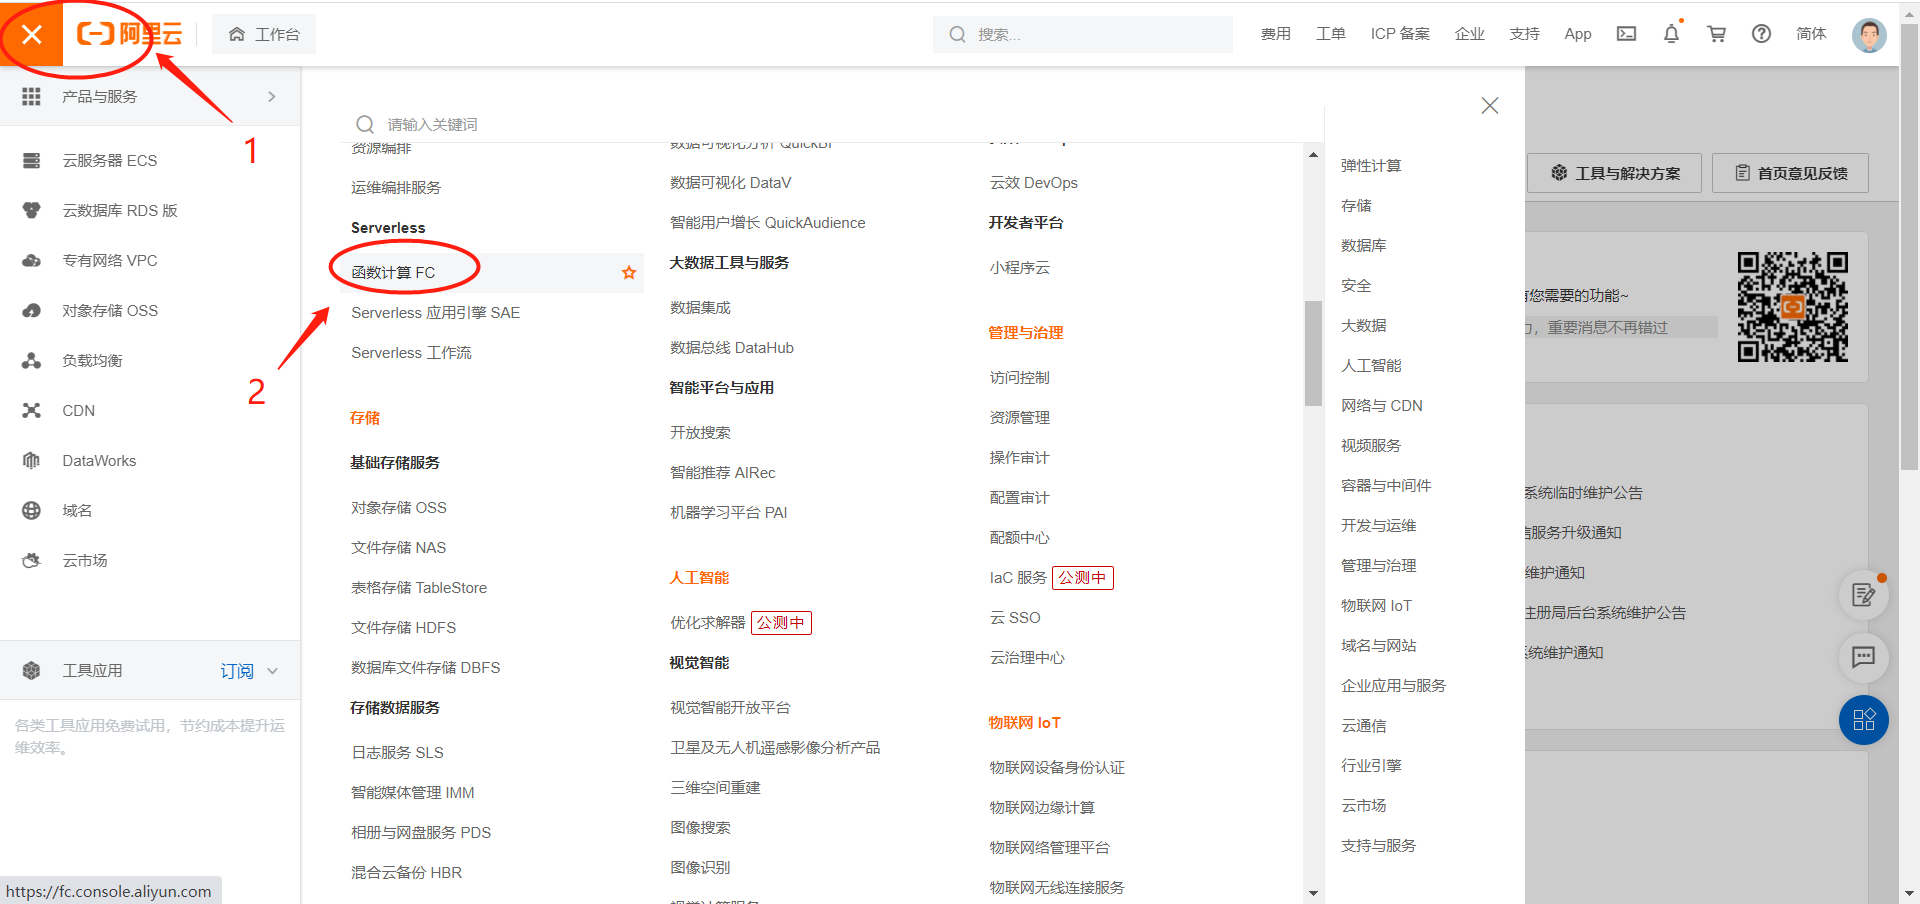 阿里云
工作台
搜索...
费用
工单
ICP 备案
企业
支持
App
简体
1
产品与服务
云服务器 ECS
云数据库 RDS 版
专有网络 VPC
对象存储 OSS
负载均衡
CDN
DataWorks
域名
云市场
工具应用
订阅
各类工具应用免费试用，节约成本提升运
维效率。
https://fc.console.aliyun.com
请输入关键词
资源编排
运维编排服务
Serverless
函数计算 FC
2
Serverless 应用引擎 SAE
Serverless 工作流
存储
基础存储服务
对象存储 OSS
文件存储 NAS
表格存储 TableStore
文件存储 HDFS
数据库文件存储 DBFS
存储数据服务
日志服务 SLS
智能媒体管理 IMM
相册与网盘服务 PDS
混合云备份 HBR
数据可视化分析 QuickBI
数据可视化 DataV
智能用户增长 QuickAudience
大数据工具与服务
数据集成
数据总线 DataHub
智能平台与应用
开放搜索
智能推荐 AIRec
机器学习平台 PAI
人工智能
优化求解器 公测中
视觉智能
视觉智能开放平台
卫星及无人机遥感影像分析产品
三维空间重建
图像搜索
图像识别
云效 DevOps
开发者平台
小程序云
管理与治理
访问控制
资源管理
操作审计
配置审计
配额中心
IaC 服务 公测中
云 SSO
云治理中心
物联网 IoT
物联网设备身份认证
物联网边缘计算
物联网络管理平台
物联网无线连接服务
弹性计算
存储
数据库
安全
大数据
人工智能
网络与 CDN
视频服务
容器与中间件
开发与运维
管理与治理
物联网 IoT
域名与网站
企业应用与服务
云通信
行业引擎
云市场
支持与服务
工具与解决方案
首页意见反馈
您需要的功能~
，重要消息不再错过
系统临时维护公告
信服务升级通知
维护通知
注册局后台系统维护公告
系统维护通知